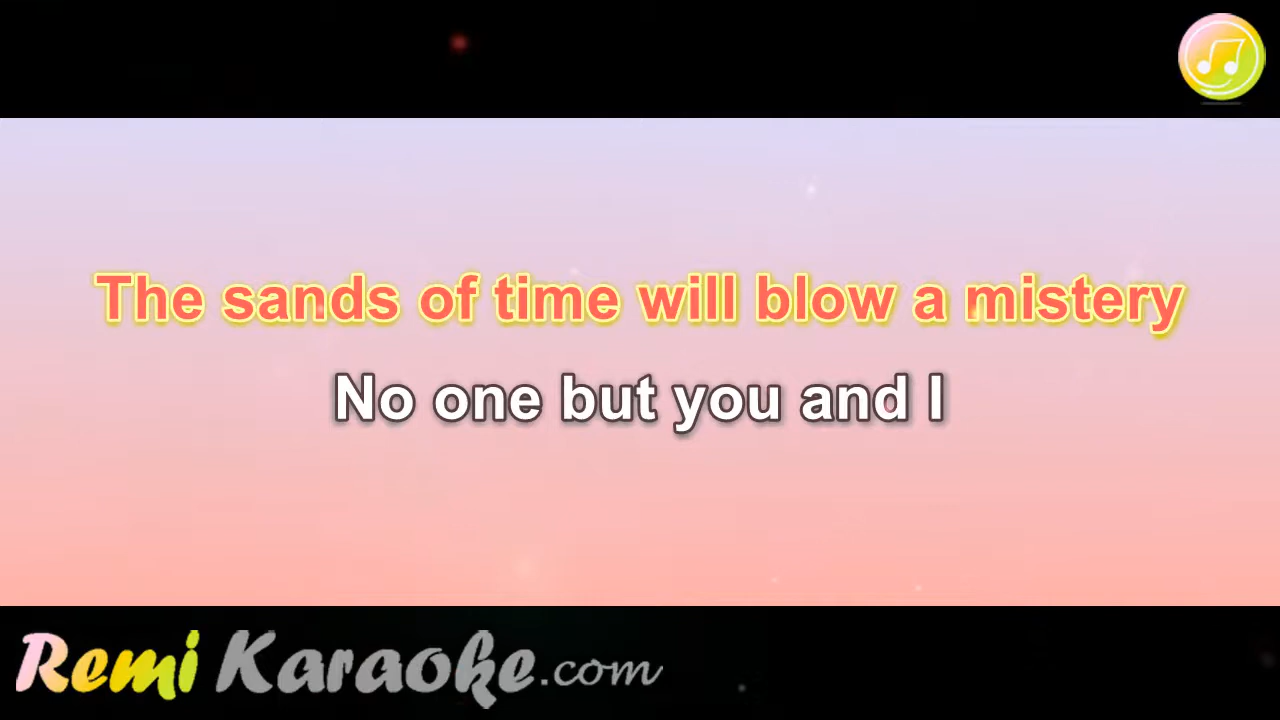 The sands of time will blow a mistery
No one but you and I
Remi Karaoke.com